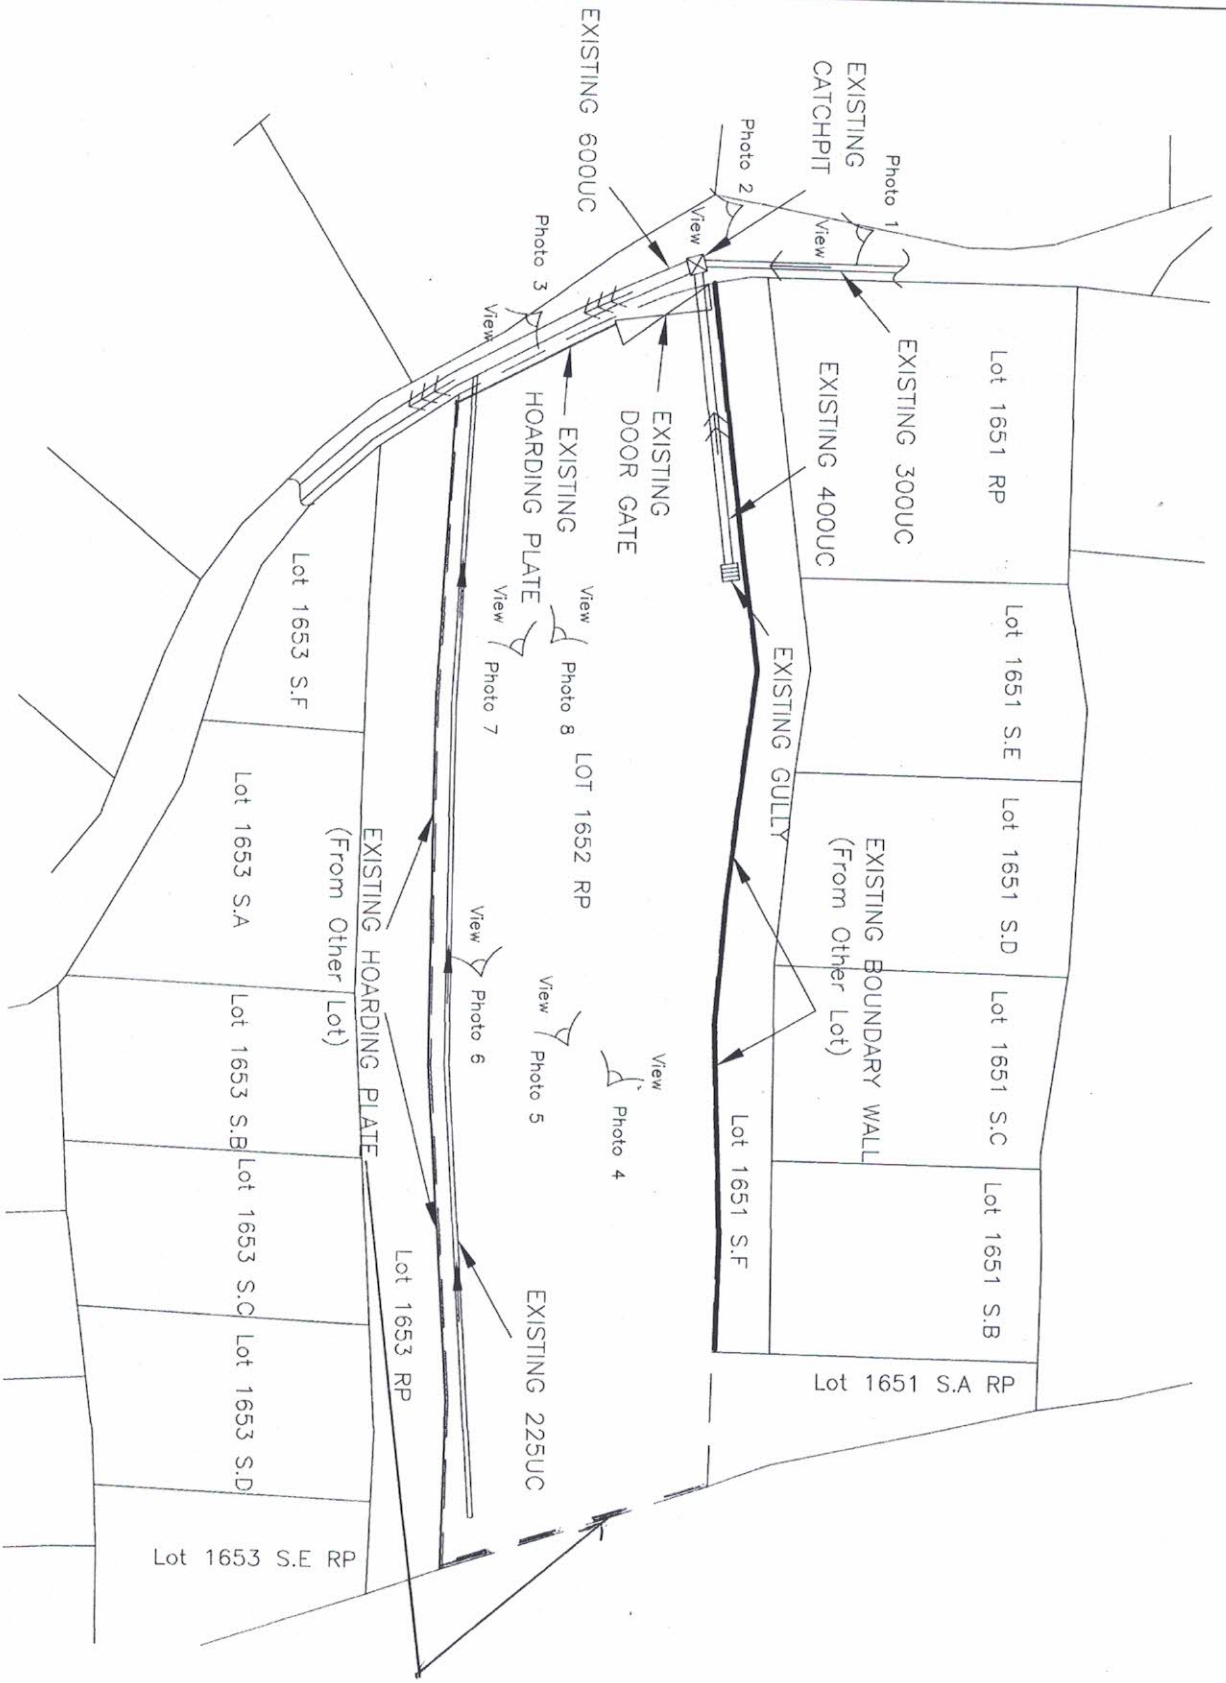 EXISTING 600UC
EXISTING
CATCHPIT
Photo 1
View
Photo 2
View
Photo 3
View
EXISTING 300UC
EXISTING 400UC
EXISTING
DOOR GATE
EXISTING
HOARDING PLATE
EXISTING GULLY
Lot 1651 RP
Lot 1651 S.E
Lot 1651 S.D
Lot 1651 S.C
Lot 1651 S.B
Lot 1651 S.A RP
EXISTING BOUNDARY WALL
(From Other Lot)
Lot 1651 S.F
View
Photo 8
View
Photo 7
LOT 1652 RP
View
Photo 6
View
Photo 5
View
Photo 4
EXISTING 225UC
EXISTING HOARDING PLATE
(From Other Lot)
Lot 1653 RP
Lot 1653 S.F
Lot 1653 S.A
Lot 1653 S.B
Lot 1653 S.C
Lot 1653 S.D
Lot 1653 S.E RP